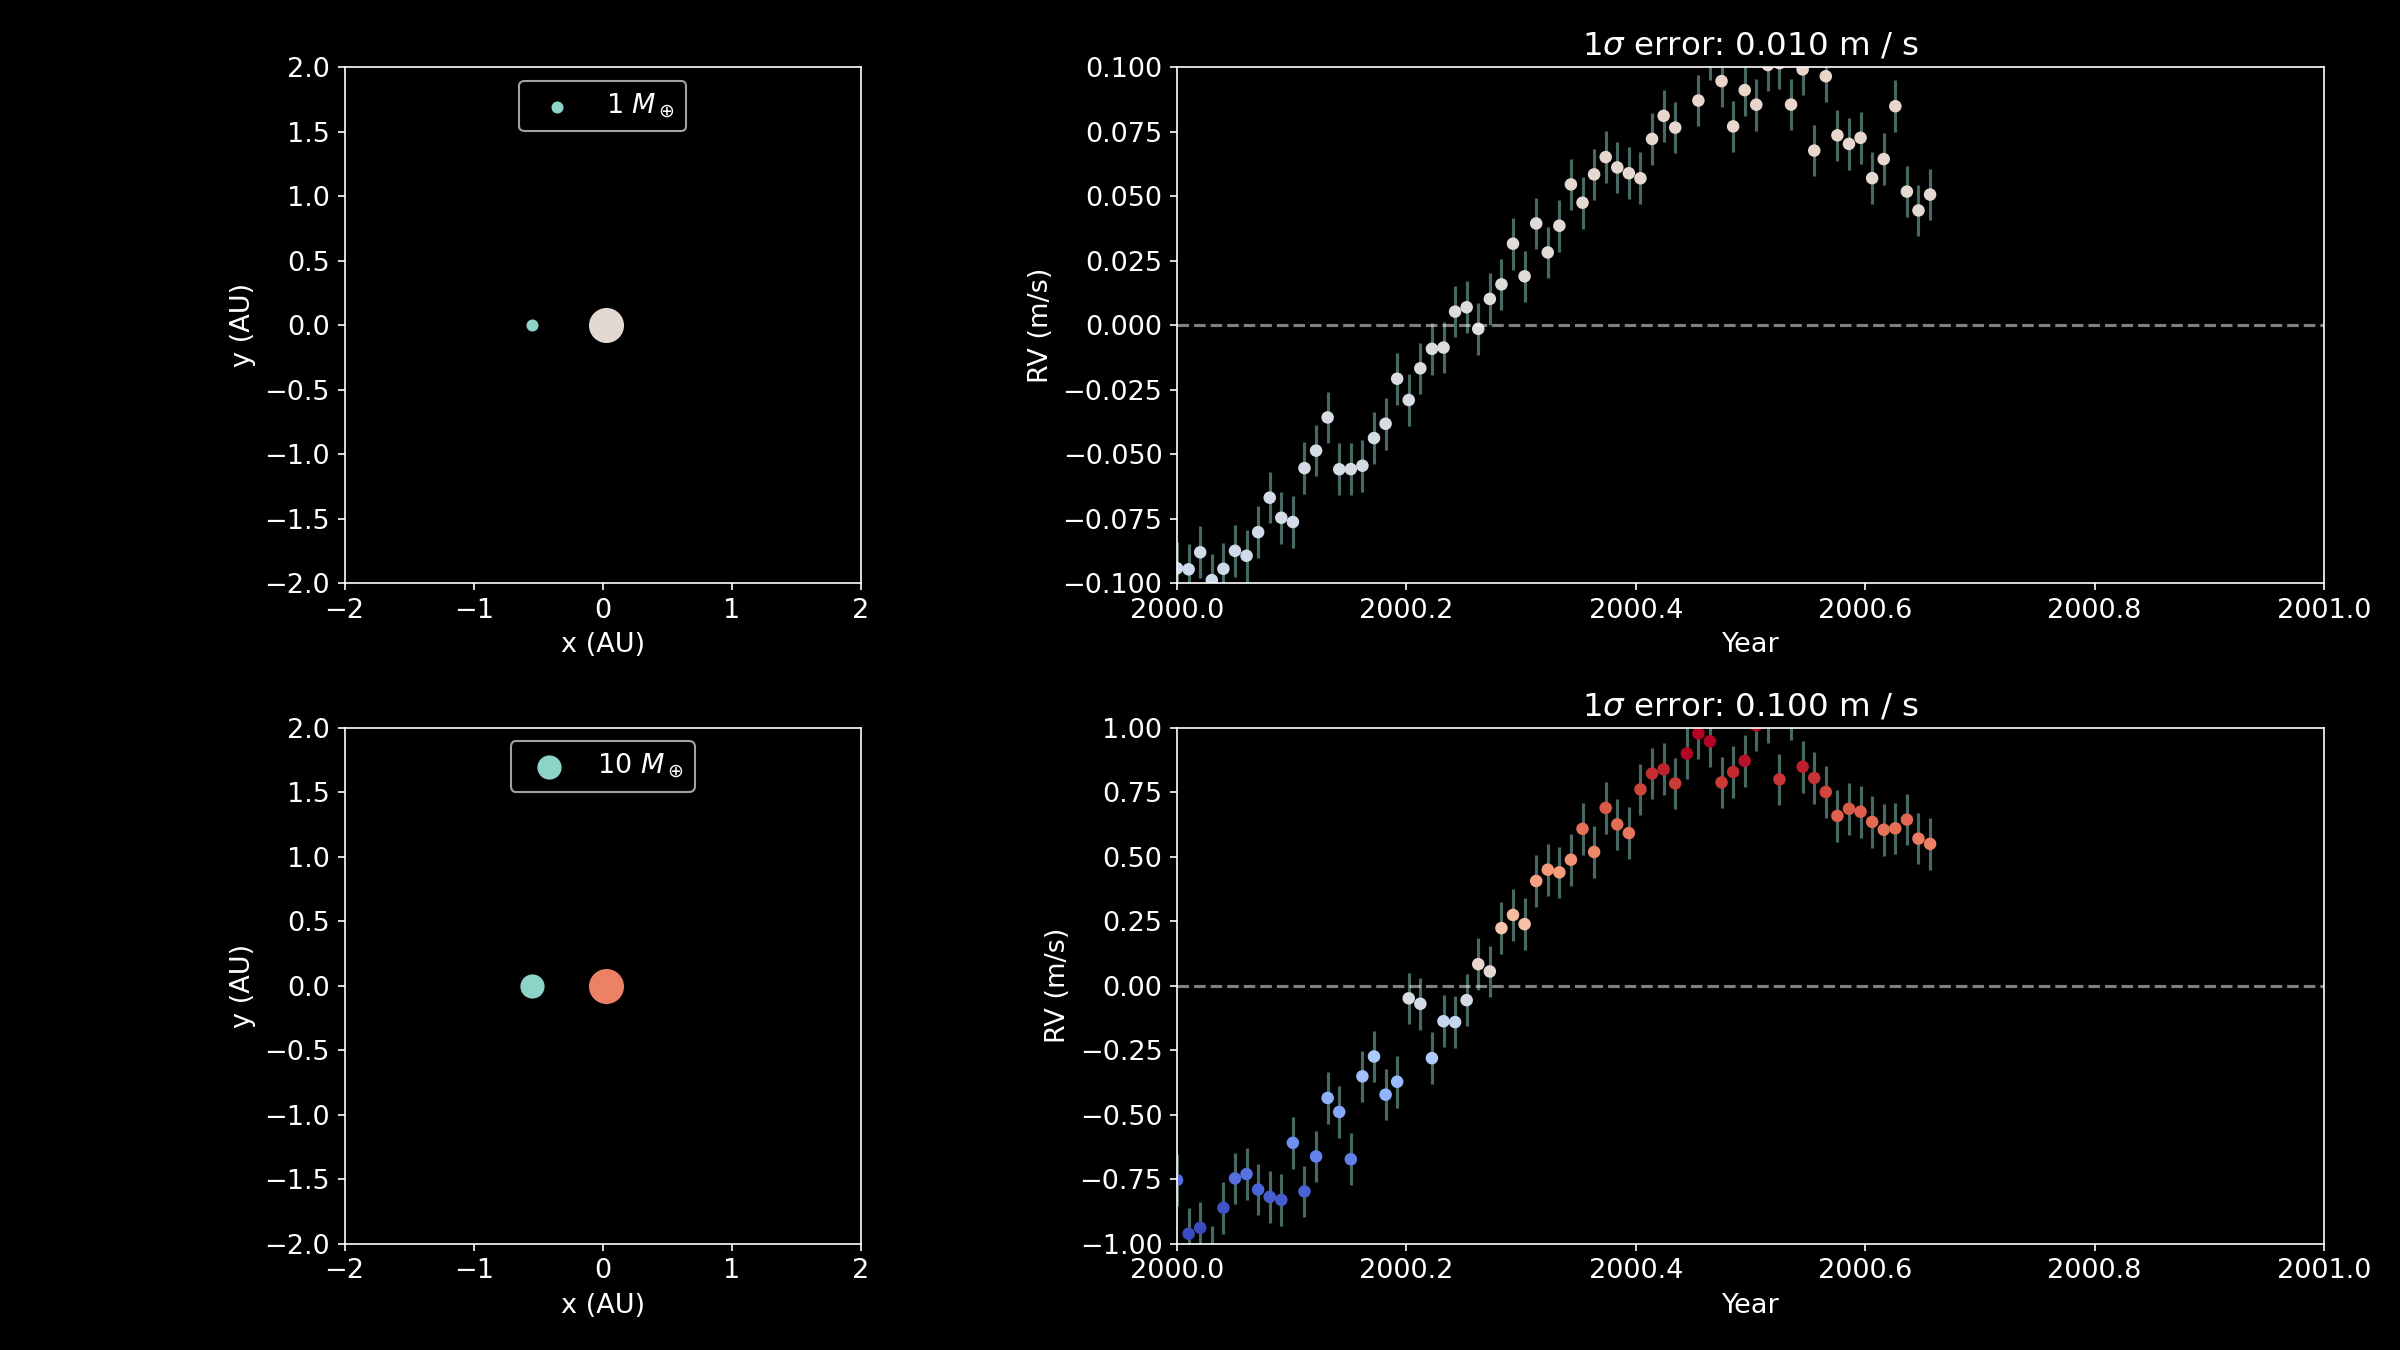 2.0
1.5
1.0
0.5
0.0
−0.5
−1.0
−1.5
−2.0
y (AU)
1 M⊕
−2 −1 0 1 2
x (AU)
1σ error: 0.010 m / s
0.100
0.075
0.050
0.025
0.000
−0.025
−0.050
−0.075
−0.100
RV (m/s)
2000.0 2000.2 2000.4 2000.6 2000.8 2001.0
Year
2.0
1.5
1.0
0.5
0.0
−0.5
−1.0
−1.5
−2.0
y (AU)
10 M⊕
−2 −1 0 1 2
x (AU)
1σ error: 0.100 m / s
1.00
0.75
0.50
0.25
0.00
−0.25
−0.50
−0.75
−1.00
RV (m/s)
2000.0 2000.2 2000.4 2000.6 2000.8 2001.0
Year